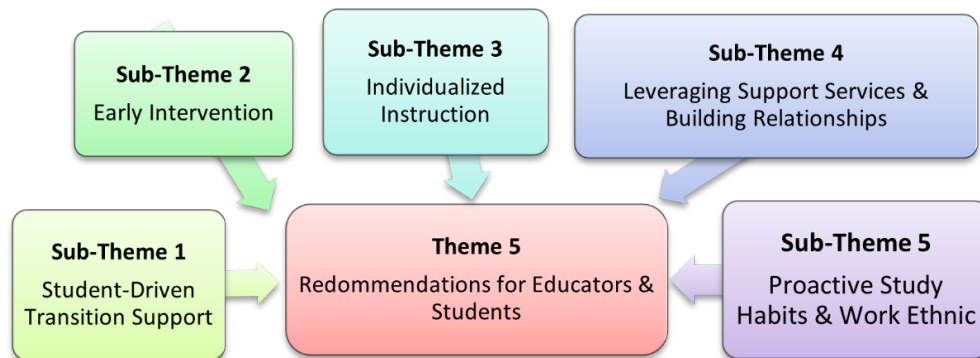 Sub-Theme 2
Early Intervention
Sub-Theme 3
Individualized
Instruction
Sub-Theme 4
Leveraging Support Services &
Building Relationships
Sub-Theme 1
Student-Driven
Transition Support
Theme 5
Redommendations for Educators &
Students
Sub-Theme 5
Proactive Study
Habits & Work Ethnic